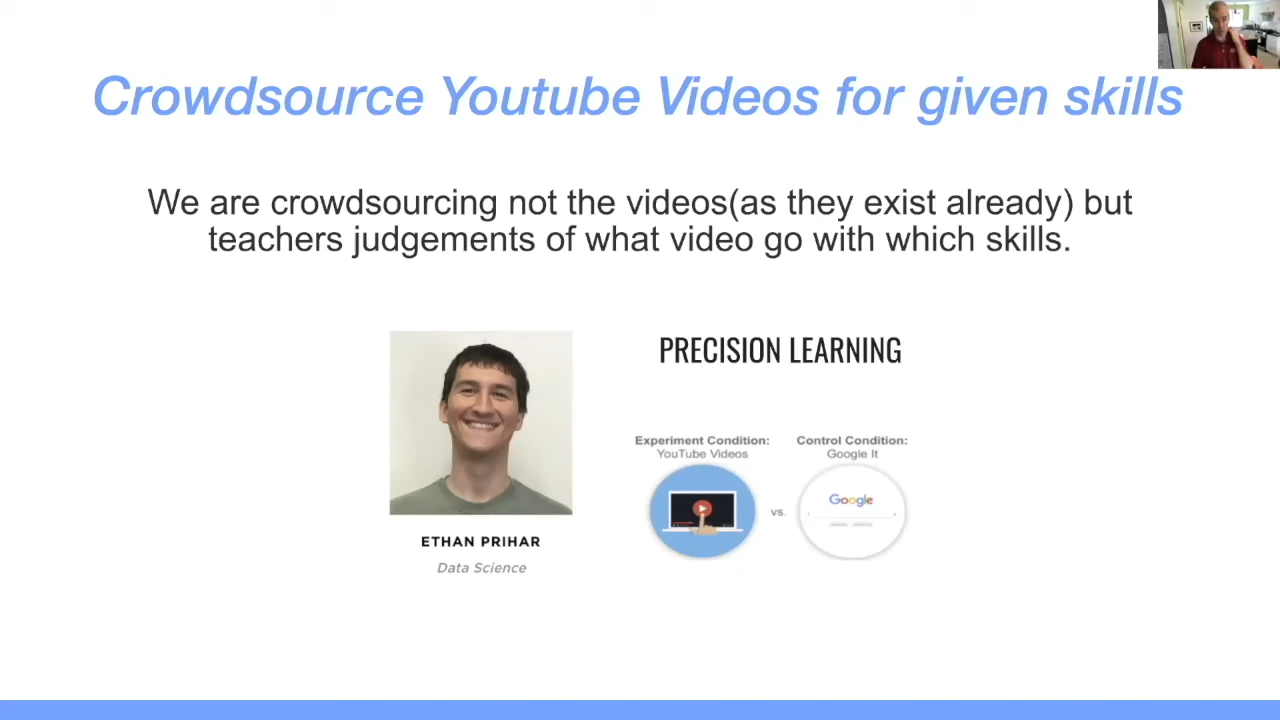 Crowdsource Youtube Videos for given skills
We are crowdsourcing not the videos(as they exist already) but
teachers judgements of what video go with which skills.
PRECISION LEARNING
Experiment Condition:
YouTube Videos
Control Condition:
Google It
Google
vs.
ETHAN PRIHAR
Data Science